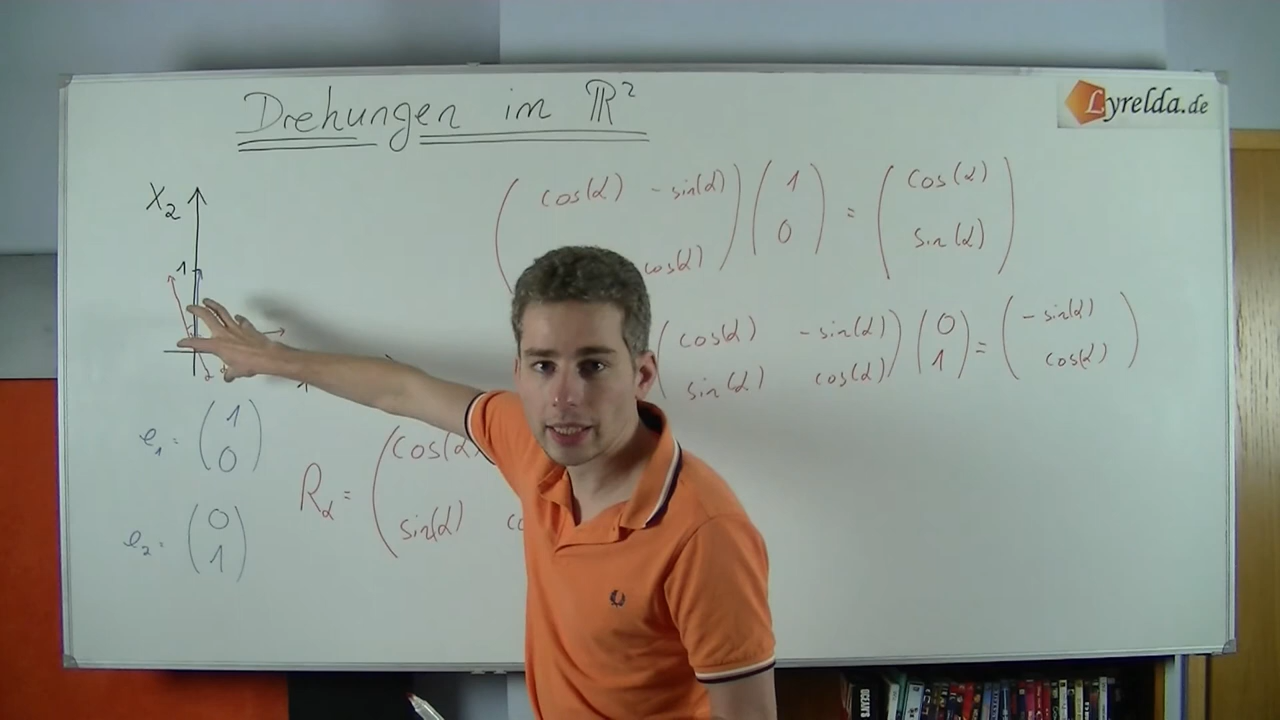 Drehungen im ℝ²
Lyrelda.de
X₂
1
( cos(α) -sin(α) cos(α) ) ( 1 0 ) = ( cos(α) sin(α) )
( cos(α) -sin(α) sin(α) cos(α) ) ( 0 1 ) = ( -sin(α) cos(α) )
e₁ = ( 1 0 )
e₂ = ( 0 1 )
R_α = ( cos(α) sin(α)